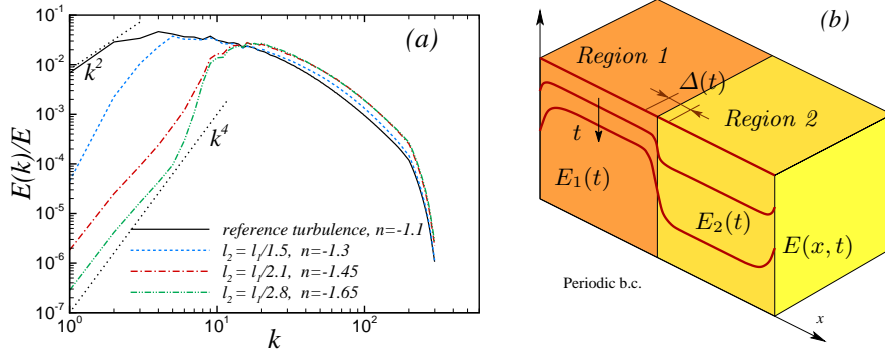 (a)
E(k)/E
10^-1
10^-2
10^-3
10^-4
10^-5
10^-6
10^-7
k^2
k^4
reference turbulence, n=-1.1
l_2 = l_1/1.5, n=-1.3
l_2 = l_1/2.1, n=-1.45
l_2 = l_1/2.8, n=-1.65
10^0 10^1 10^2
k
(b)
Region 1
Δ(t)
Region 2
t
E_1(t)
E_2(t)
E(x, t)
Periodic b.c.
x